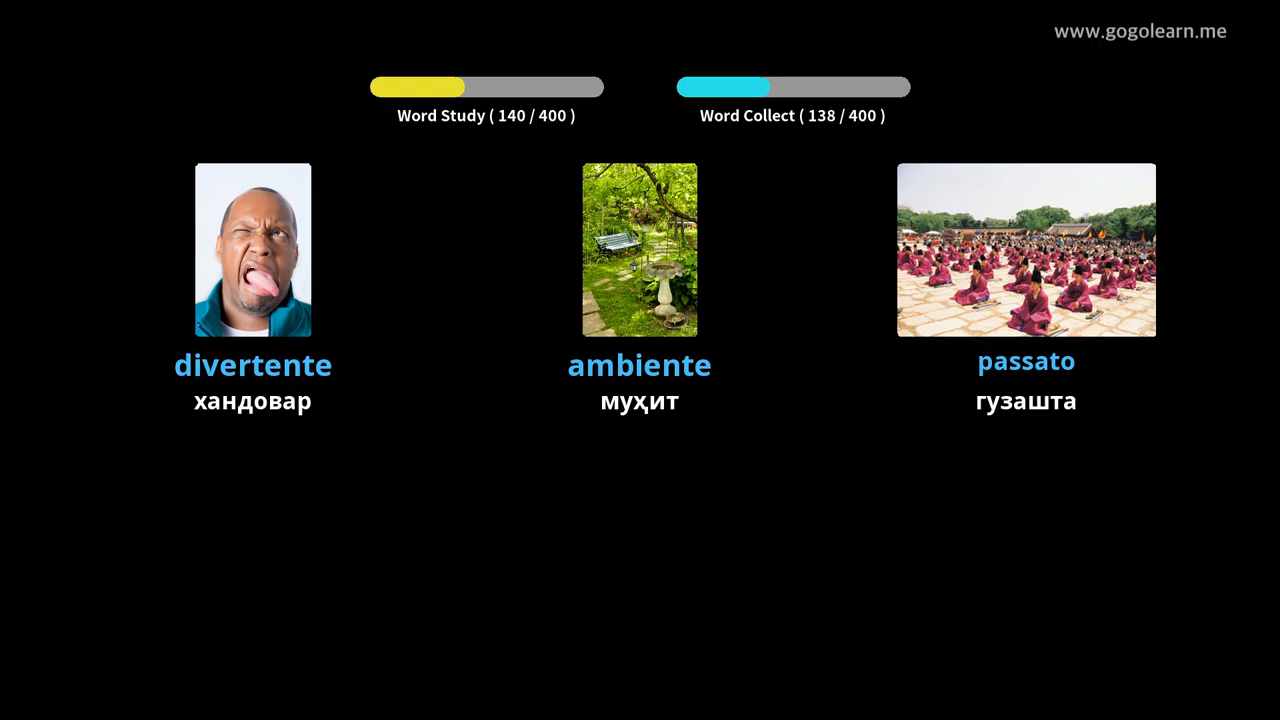 www.gogolearn.me
Word Study ( 140 / 400 )
Word Collect ( 138 / 400 )
divertente
ambiente
passato
хандовар
муҳит
гузашта